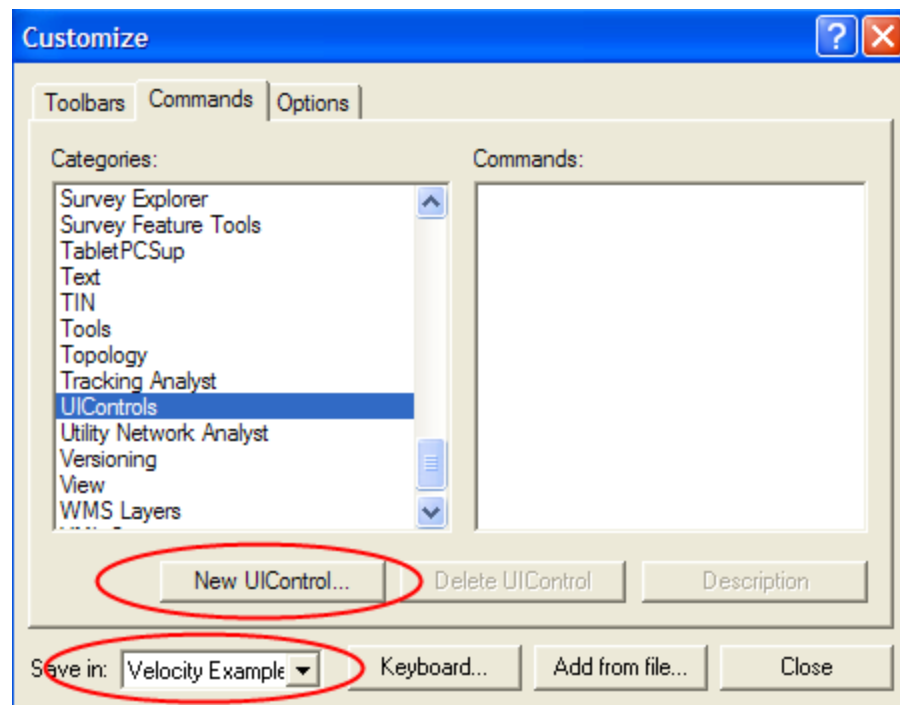 Customize
Toolbars Commands Options
Categories: Commands:
Survey Explorer
Survey Feature Tools
TabletPCSup
Text
TIN
Tools
Topology
Tracking Analyst
UIControls
Utility Network Analyst
Versioning
View
WMS Layers
New UIControl... Delete UIControl Description
Save in: Velocity Example Keyboard... Add from file... Close